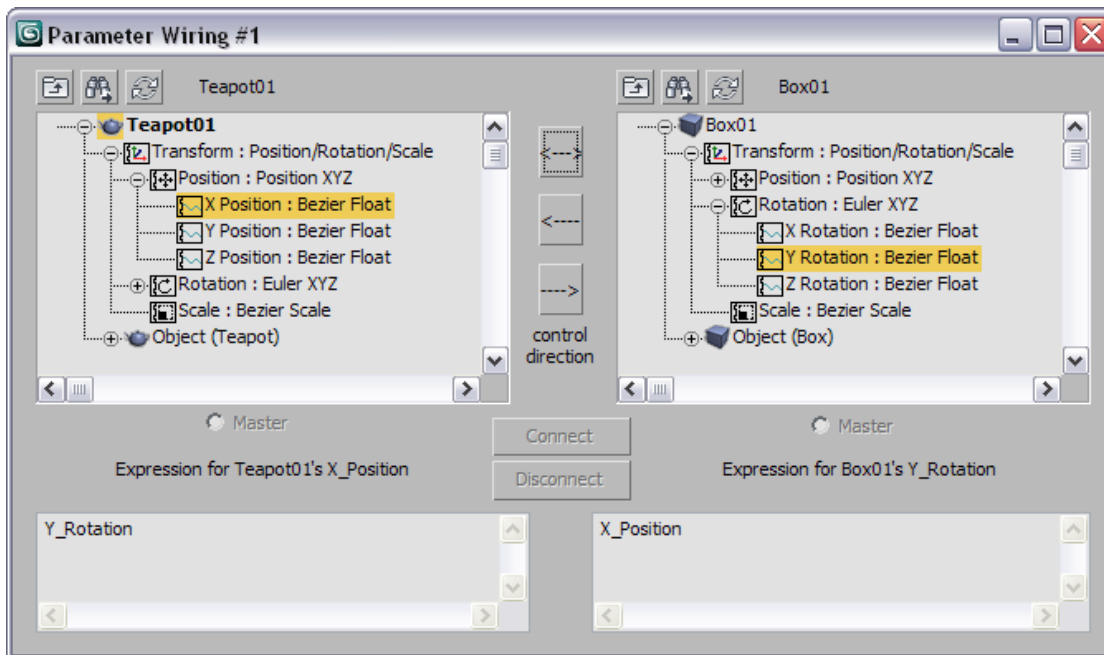 Parameter Wiring #1
Teapot01
Box01
Teapot01
Transform : Position/Rotation/Scale
Position : Position XYZ
X Position : Bezier Float
Y Position : Bezier Float
Z Position : Bezier Float
Rotation : Euler XYZ
Scale : Bezier Scale
Object (Teapot)
<--->
<----
---->
control
direction
Box01
Transform : Position/Rotation/Scale
Position : Position XYZ
Rotation : Euler XYZ
X Rotation : Bezier Float
Y Rotation : Bezier Float
Z Rotation : Bezier Float
Scale : Bezier Scale
Object (Box)
Master
Connect
Master
Disconnect
Expression for Teapot01's X_Position
Expression for Box01's Y_Rotation
Y_Rotation
X_Position